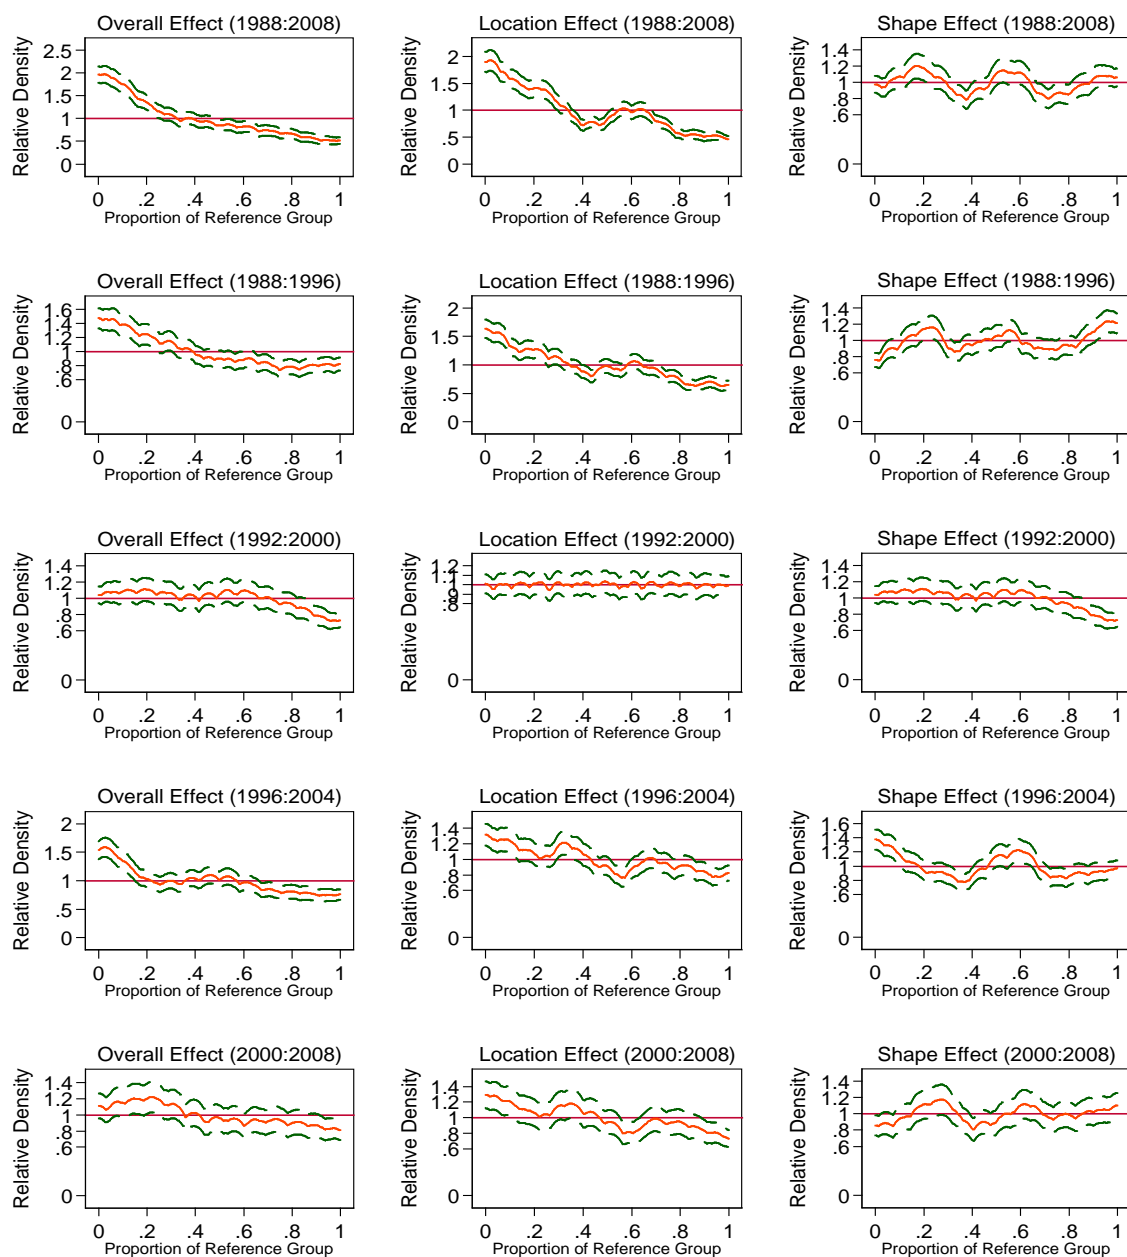 Overall Effect (1988:2008)
Relative Density
2.5
2
1.5
1
.5
0
0 .2 .4 .6 .8 1
Proportion of Reference Group
Location Effect (1988:2008)
Relative Density
2
1.5
1
.5
0
0 .2 .4 .6 .8 1
Proportion of Reference Group
Shape Effect (1988:2008)
Relative Density
1.4
1.2
1
.8
.6
0
0 .2 .4 .6 .8 1
Proportion of Reference Group
Overall Effect (1988:1996)
Relative Density
1.6
1.4
1.2
1
.8
.6
0
0 .2 .4 .6 .8 1
Proportion of Reference Group
Location Effect (1988:1996)
Relative Density
2
1.5
1
.5
0
0 .2 .4 .6 .8 1
Proportion of Reference Group
Shape Effect (1988:1996)
Relative Density
1.4
1.2
1
.8
.6
0
0 .2 .4 .6 .8 1
Proportion of Reference Group
Overall Effect (1992:2000)
Relative Density
1.4
1.2
1
.8
.6
0
0 .2 .4 .6 .8 1
Proportion of Reference Group
Location Effect (1992:2000)
Relative Density
1.2
1.1
1
.9
.8
0
0 .2 .4 .6 .8 1
Proportion of Reference Group
Shape Effect (1992:2000)
Relative Density
1.4
1.2
1
.8
.6
0
0 .2 .4 .6 .8 1
Proportion of Reference Group
Overall Effect (1996:2004)
Relative Density
2
1.5
1
.5
0
0 .2 .4 .6 .8 1
Proportion of Reference Group
Location Effect (1996:2004)
Relative Density
1.4
1.2
1
.8
.6
0
0 .2 .4 .6 .8 1
Proportion of Reference Group
Shape Effect (1996:2004)
Relative Density
1.6
1.4
1.2
1
.8
.6
0
0 .2 .4 .6 .8 1
Proportion of Reference Group
Overall Effect (2000:2008)
Relative Density
1.4
1.2
1
.8
.6
0
0 .2 .4 .6 .8 1
Proportion of Reference Group
Location Effect (2000:2008)
Relative Density
1.4
1.2
1
.8
.6
0
0 .2 .4 .6 .8 1
Proportion of Reference Group
Shape Effect (2000:2008)
Relative Density
1.4
1.2
1
.8
.6
0
0 .2 .4 .6 .8 1
Proportion of Reference Group